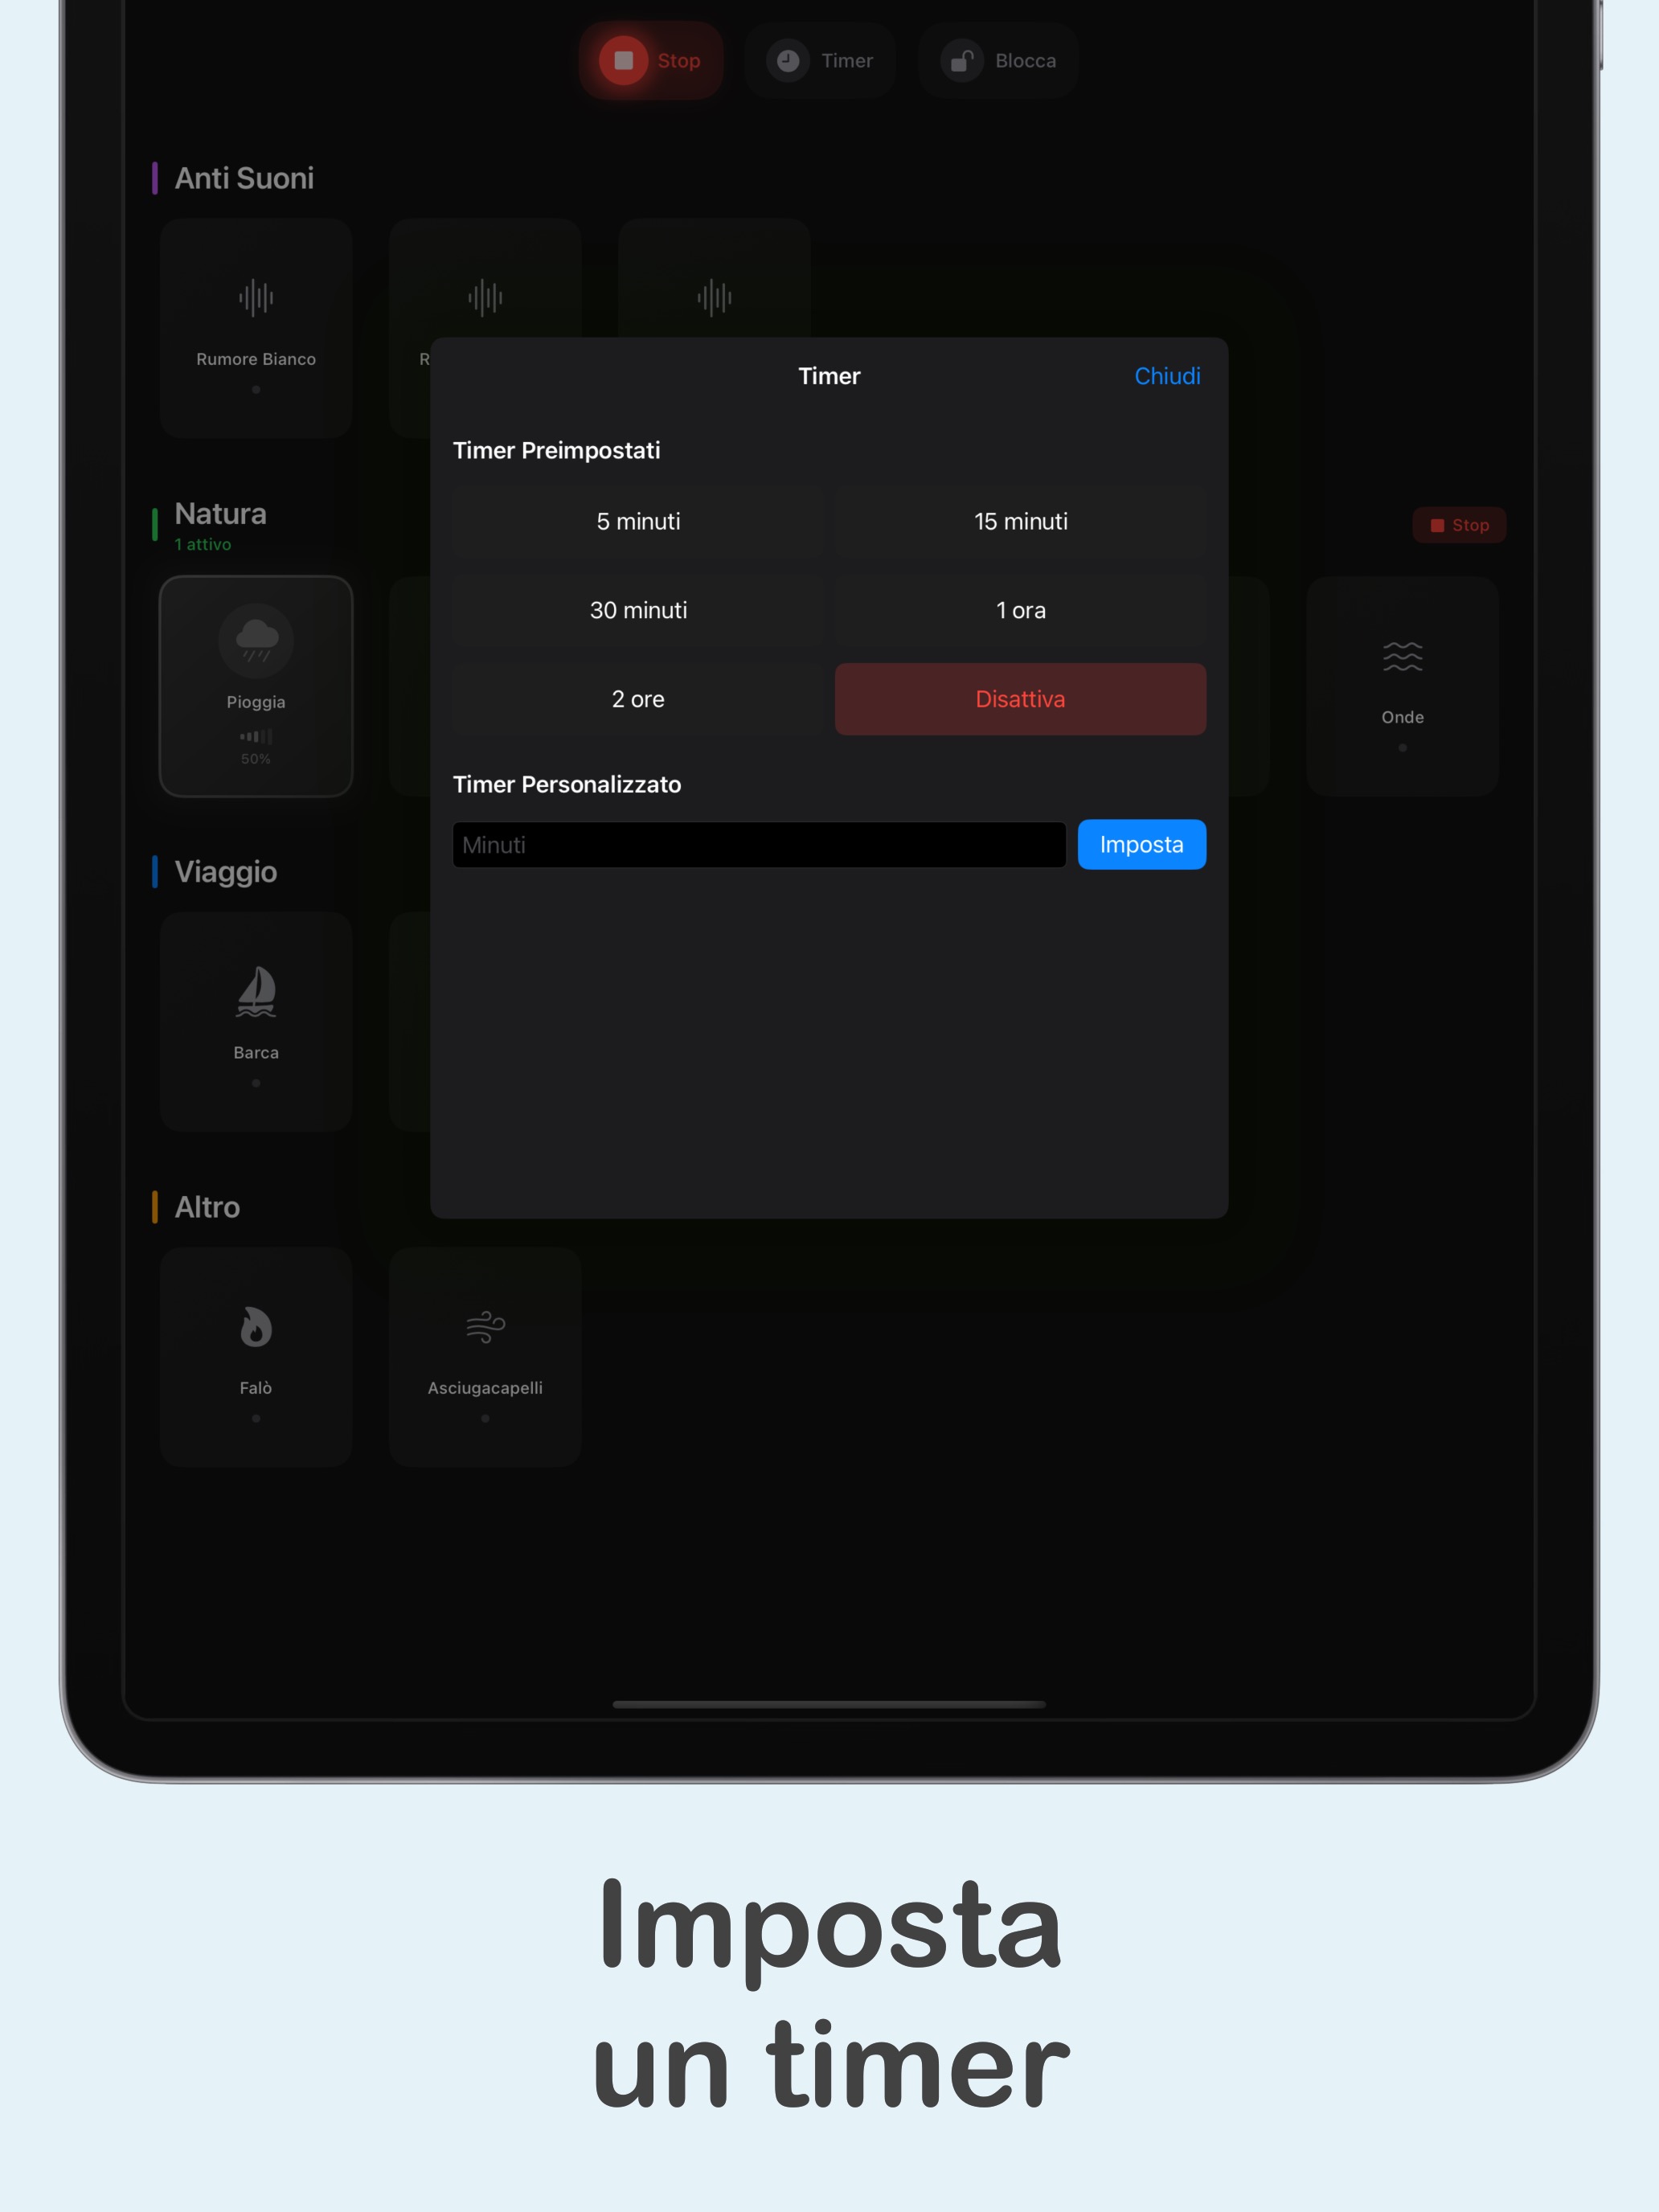 Stop
Timer
Blocca
Anti Suoni
Rumore Bianco
Timer
Chiudi
Timer Preimpostati
5 minuti
15 minuti
30 minuti
1 ora
2 ore
Disattiva
Timer Personalizzato
Minuti
Imposta
Natura
1 attivo
Stop
Pioggia
50%
Onde
Viaggio
Barca
Altro
Falò
Asciugacapelli
Imposta
un timer